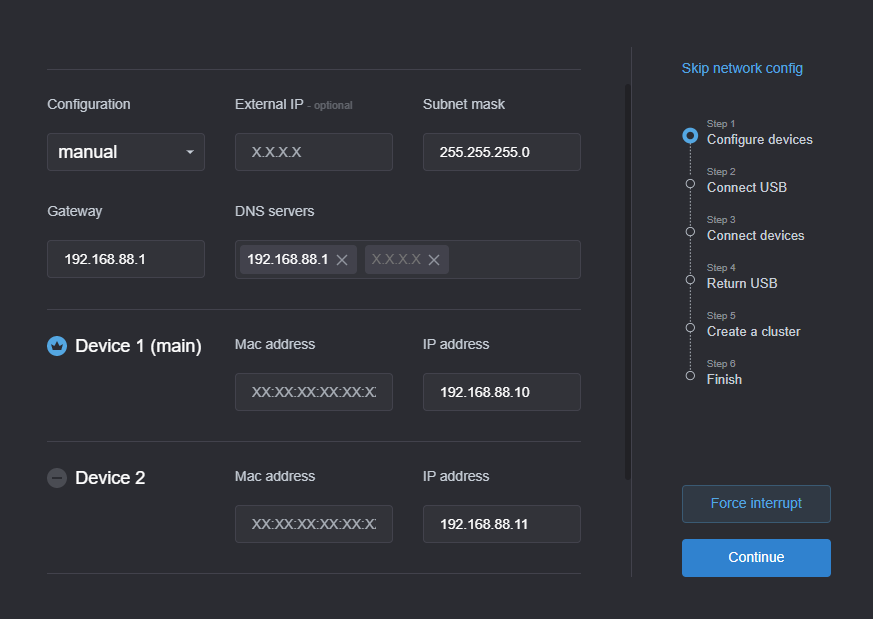 Skip network config
Configuration
External IP - optional
Subnet mask
manual
X.X.X.X
255.255.255.0
Gateway
DNS servers
192.168.88.1
192.168.88.1
X.X.X.X
Device 1 (main)
Mac address
IP address
XX:XX:XX:XX:XX:X
192.168.88.10
Device 2
Mac address
IP address
XX:XX:XX:XX:XX:X
192.168.88.11
Step 1
Configure devices
Step 2
Connect USB
Step 3
Connect devices
Step 4
Return USB
Step 5
Create a cluster
Step 6
Finish
Force interrupt
Continue